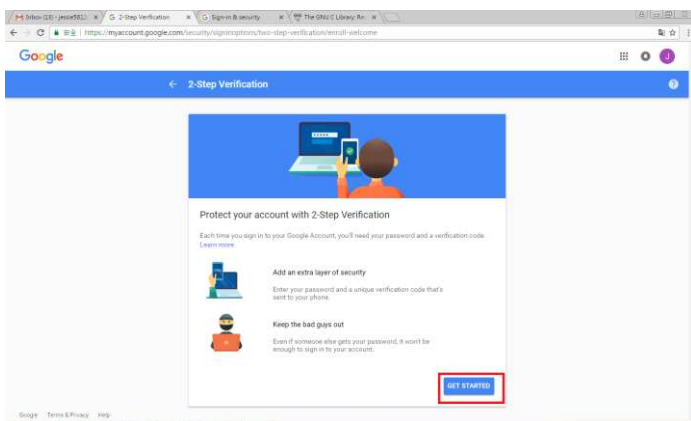 Inbox (18) - jessie581
G 2-Step Verification
G Sign-in & security
The GNU C Library: Re
https://myaccount.google.com/security/signinoptions/two-step-verification/enroll-welcome
Google
J
← 2-Step Verification
Protect your account with 2-Step Verification
Each time you sign in to your Google Account, you'll need your password and a verification code.
Learn more
Add an extra layer of security
Enter your password and a unique verification code that's
sent to your phone.
Keep the bad guys out
Even if someone else gets your password, it won't be
enough to sign in to your account.
GET STARTED
Google Terms & Privacy Help